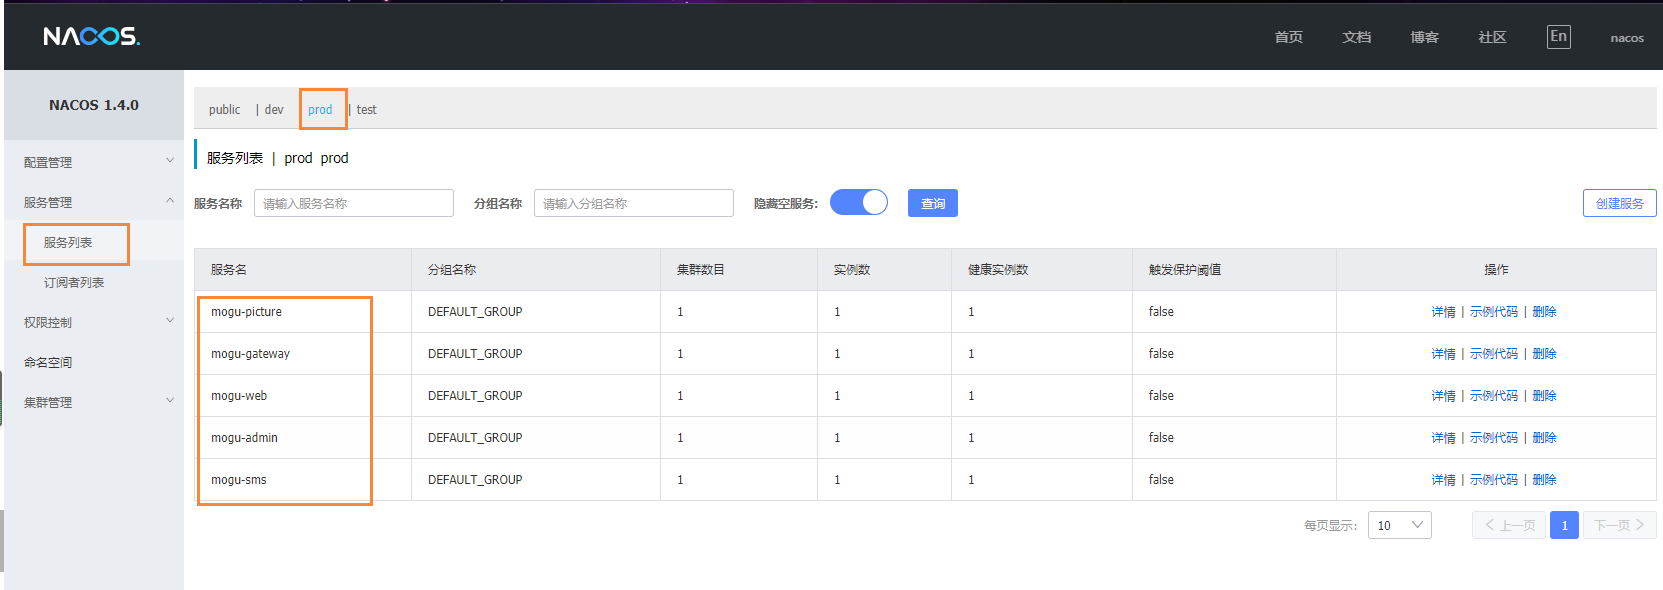 NACOS.
首页 文档 博客 社区 En nacos
NACOS 1.4.0
配置管理
服务管理
服务列表
订阅者列表
权限控制
命名空间
集群管理
public | dev prod | test
服务列表 | prod prod
服务名称 请输入服务名称 分组名称 请输入分组名称 隐藏空服务: 查询 创建服务
服务名 分组名称 集群数目 实例数 健康实例数 触发保护阈值 操作
mogu-picture DEFAULT_GROUP 1 1 1 false 详情 | 示例代码 | 删除
mogu-gateway DEFAULT_GROUP 1 1 1 false 详情 | 示例代码 | 删除
mogu-web DEFAULT_GROUP 1 1 1 false 详情 | 示例代码 | 删除
mogu-admin DEFAULT_GROUP 1 1 1 false 详情 | 示例代码 | 删除
mogu-sms DEFAULT_GROUP 1 1 1 false 详情 | 示例代码 | 删除
每页显示: 10 上一页 1 下一页